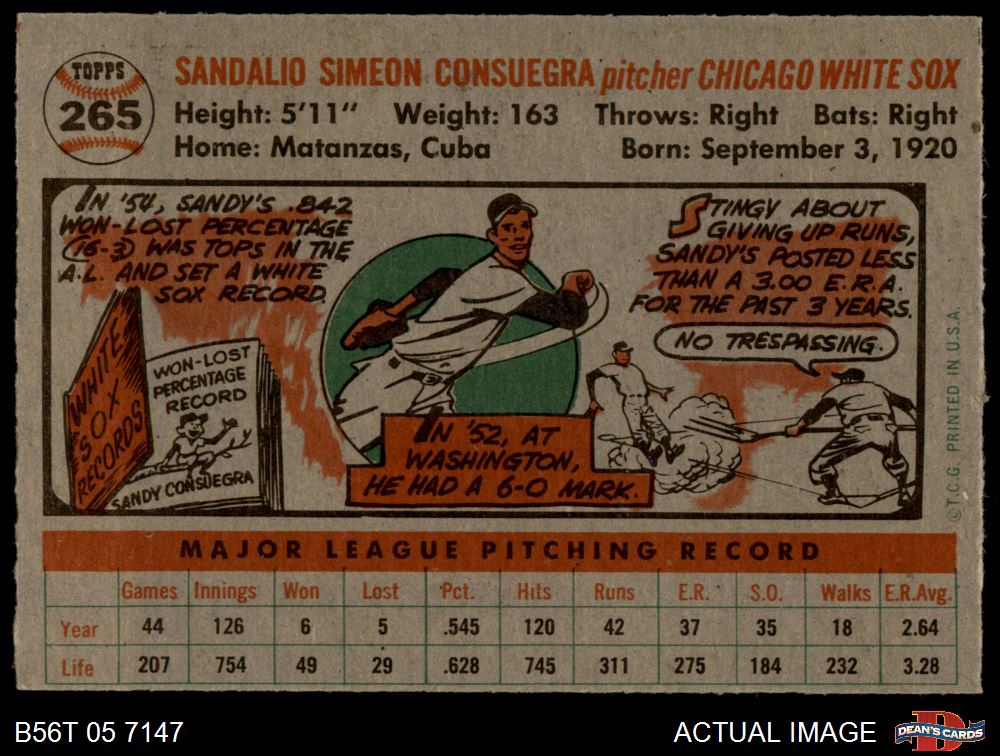 TOPPS
265
SANDALIO SIMEON CONSUEGRA pitcher CHICAGO WHITE SOX
Height: 5'11" Weight: 163 Throws: Right Bats: Right
Home: Matanzas, Cuba Born: September 3, 1920
IN '54, SANDY'S .842
WON-LOST PERCENTAGE
(16-3) WAS TOPS IN THE
A.L. AND SET A WHITE
SOX RECORD.
WHITE
SOX
RECORDS
WON-LOST
PERCENTAGE
RECORD
SANDY CONSUEGRA
IN '52, AT
WASHINGTON,
HE HAD A 6-0 MARK.
STINGY ABOUT
GIVING UP RUNS,
SANDY'S POSTED LESS
THAN A 3.00 E.R.A.
FOR THE PAST 3 YEARS.
NO TRESPASSING.
©T.C.G. PRINTED IN U.S.A.
MAJOR LEAGUE PITCHING RECORD
Games Innings Won Lost Pct. Hits Runs E.R. S.O. Walks E.R.Avg.
Year 44 126 6 5 .545 120 42 37 35 18 2.64
Life 207 754 49 29 .628 745 311 275 184 232 3.28
B56T 05 7147 ACTUAL IMAGE
DEAN'S CARDS